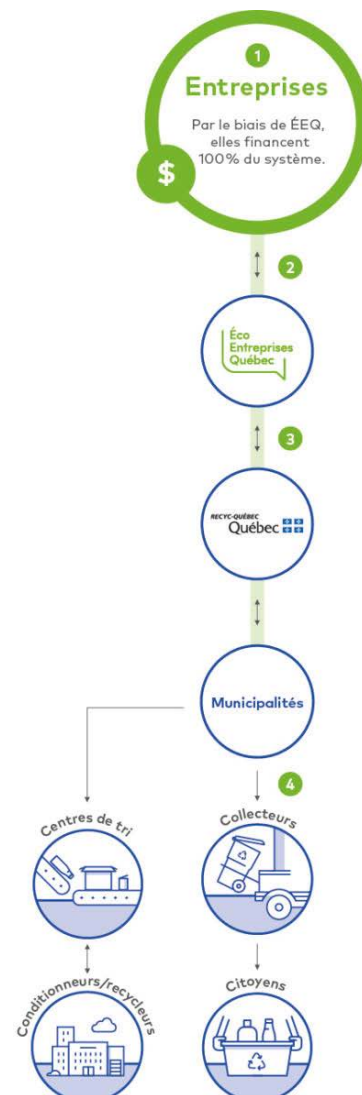 1
Entreprises
Par le biais de ÉEQ,
elles financent
100% du système.
$
2
Éco
Entreprises
Québec
3
RECYC-QUÉBEC
Québec
Municipalités
4
Centres de tri
Collecteurs
Conditionneurs/recycleurs
Citoyens